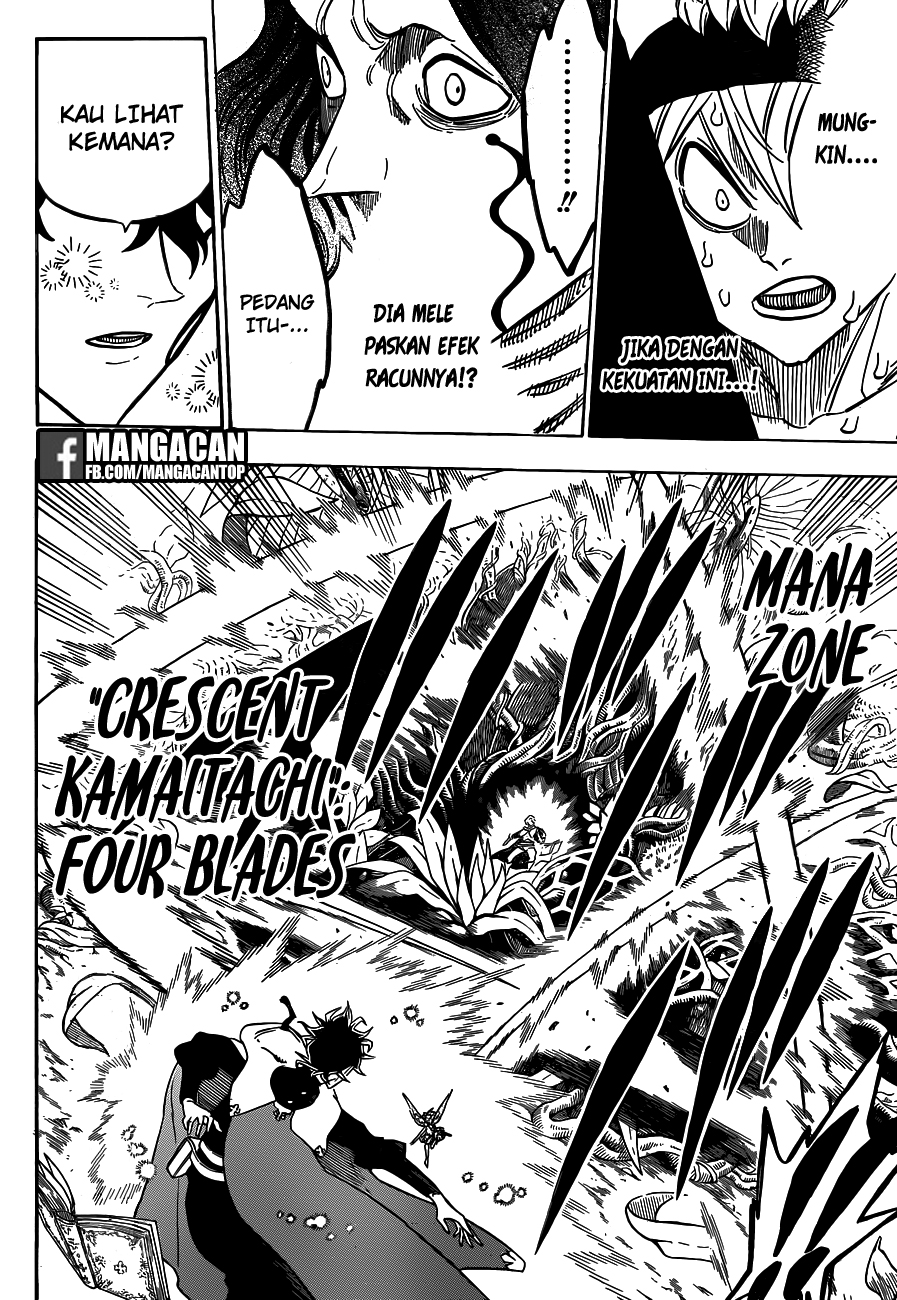 MUNG-
KIN....
JIKA DENGAN
KEKUATAN INI...!
.........!!
DIA MELE
PASKAN EFEK
RACUNNYA!?
PEDANG
ITU-...
KAU LIHAT
KEMANA?
MANGACAN
FB.COM/MANGACANTOP
MANA
ZONE
"CRESCENT
KAMAITACHI":
FOUR BLADES